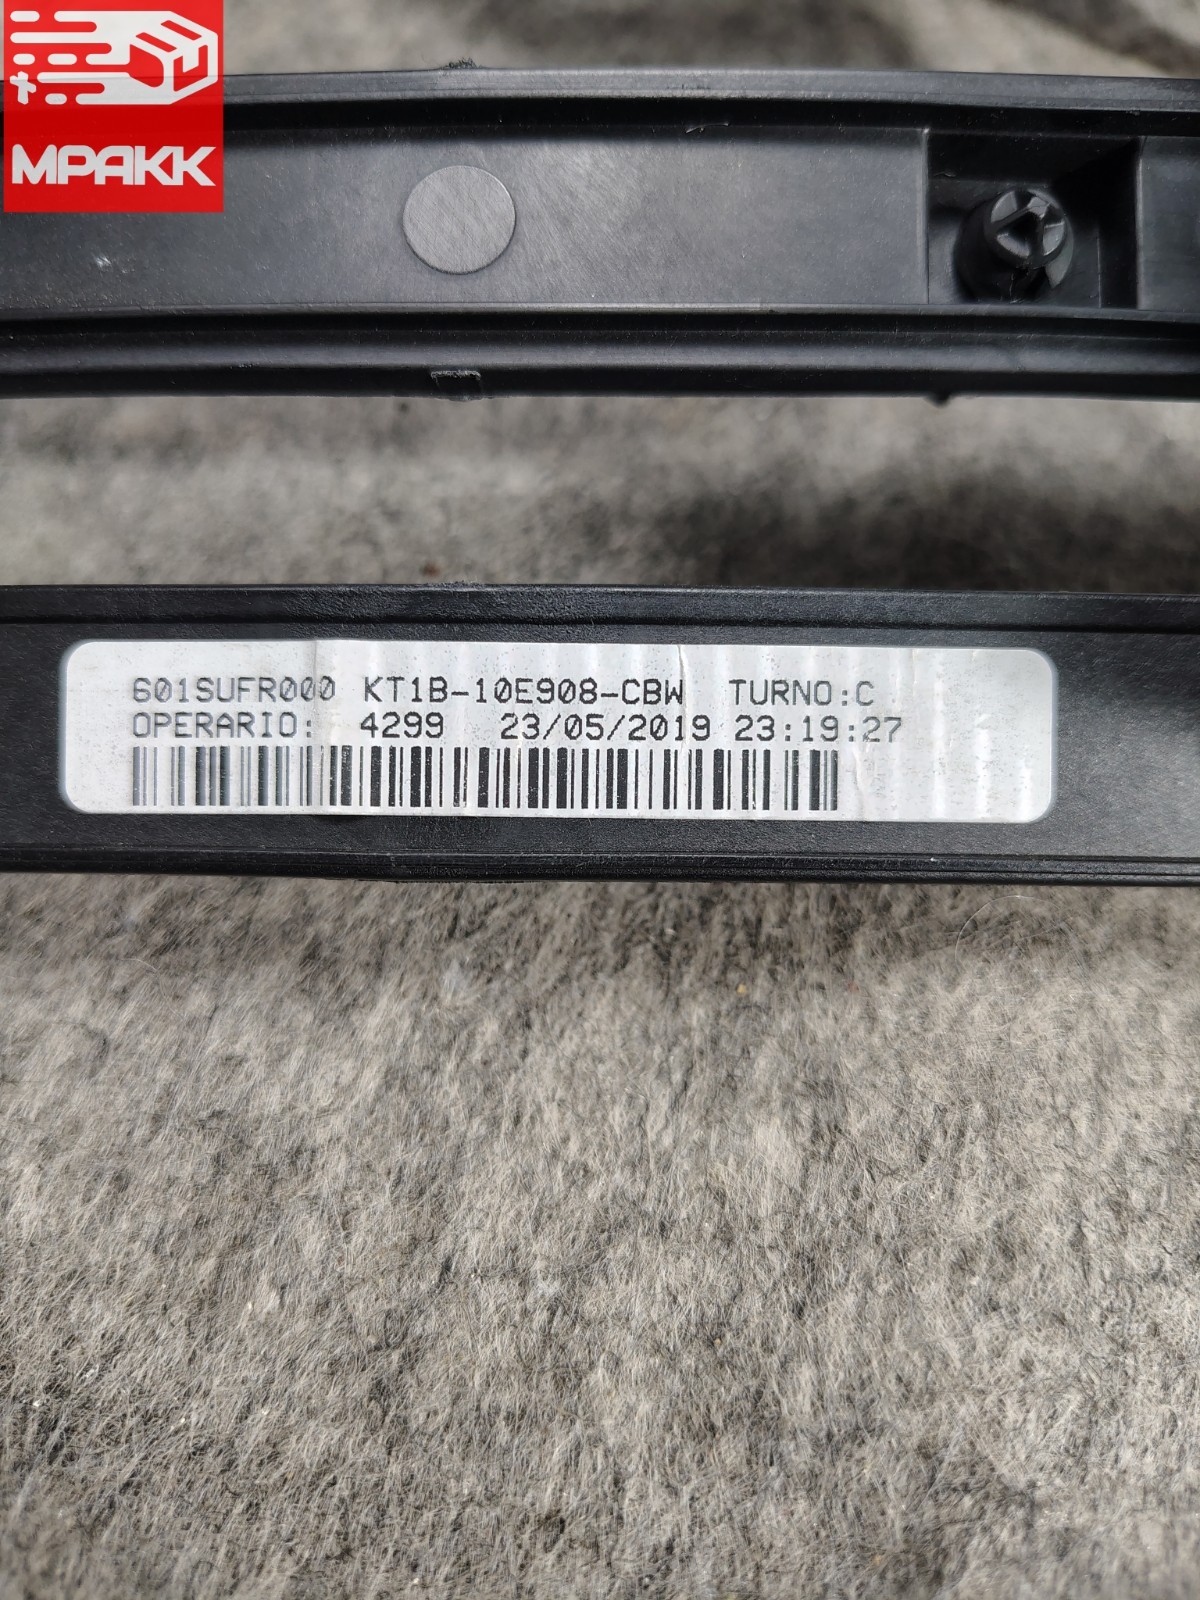 MPAKK
601SUFR000 KT1B-10E908-CBW TURNO:C
OPERARIO: 4299 23/05/2019 23:19:27